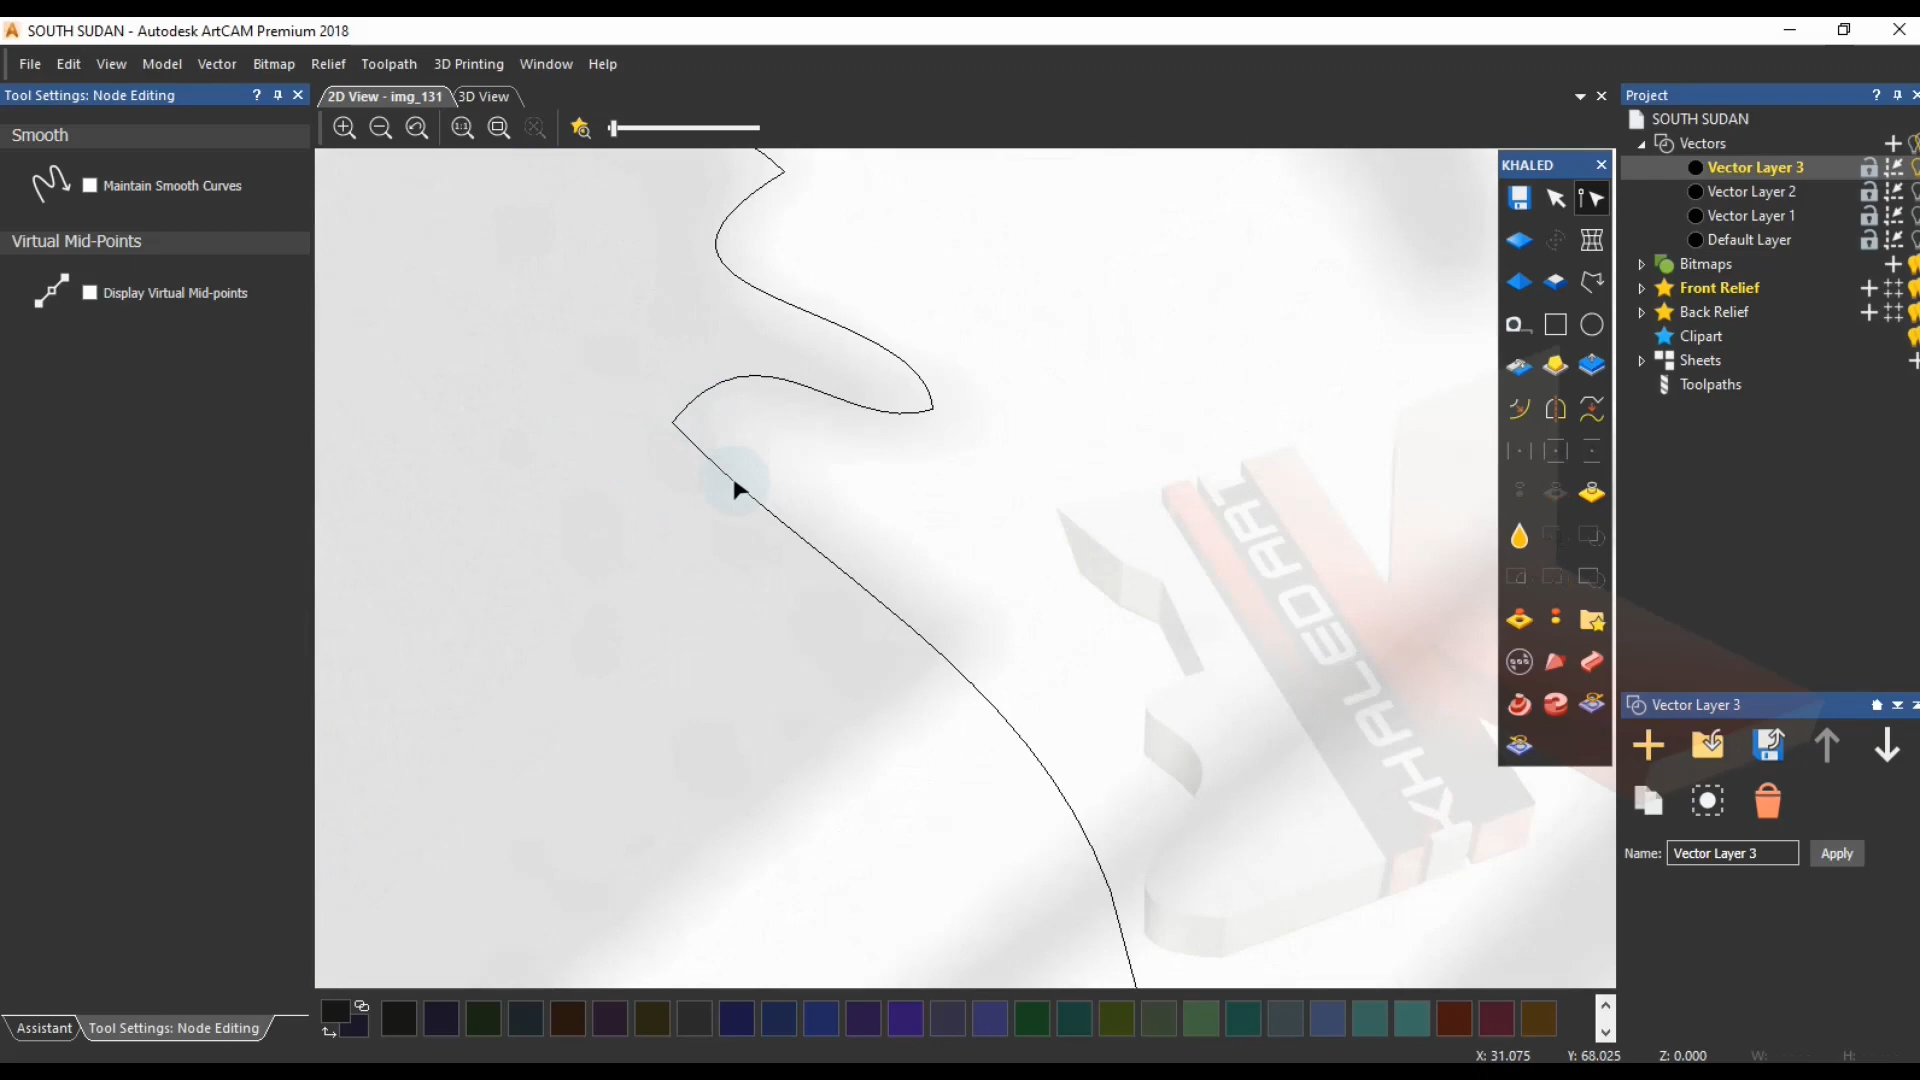 SOUTH SUDAN - Autodesk ArtCAM Premium 2018
File Edit View Model Vector Bitmap Relief Toolpath 3D Printing Window Help
Tool Settings: Node Editing ?
Smooth
Maintain Smooth Curves
Virtual Mid-Points
Display Virtual Mid-points
2D View - img_131 3D View
1:1
KHALED
KHALED ART
Project ?
SOUTH SUDAN
Vectors
Vector Layer 3
Vector Layer 2
Vector Layer 1
Default Layer
Bitmaps
Front Relief
Back Relief
Clipart
Sheets
Toolpaths
Vector Layer 3
Name: Vector Layer 3 Apply
Assistant Tool Settings: Node Editing
X: 31.075 Y: 68.025 Z: 0.000 W: H: